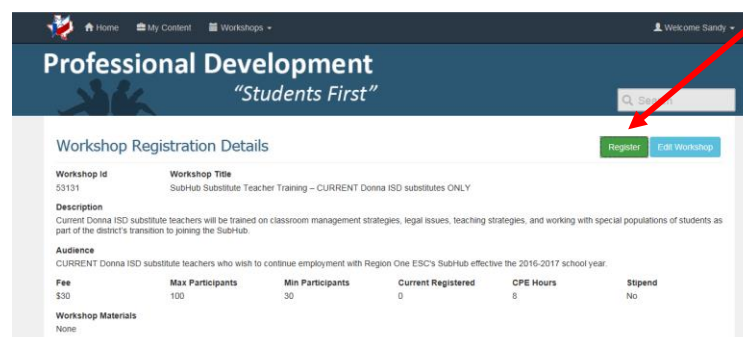 Home My Content Workshops Welcome Sandy
Professional Development
"Students First"
Workshop Registration Details
Register Edit Workshop
Workshop Id Workshop Title
53131 SubHub Substitute Teacher Training – CURRENT Donna ISD substitutes ONLY
Description
Current Donna ISD substitute teachers will be trained on classroom management strategies, legal issues, teaching strategies, and working with special populations of students as
part of the district's transition to joining the SubHub.
Audience
CURRENT Donna ISD substitute teachers who wish to continue employment with Region One ESC's SubHub effective the 2016-2017 school year.
Fee Max Participants Min Participants Current Registered CPE Hours Stipend
$30 100 30 0 8 No
Workshop Materials
None